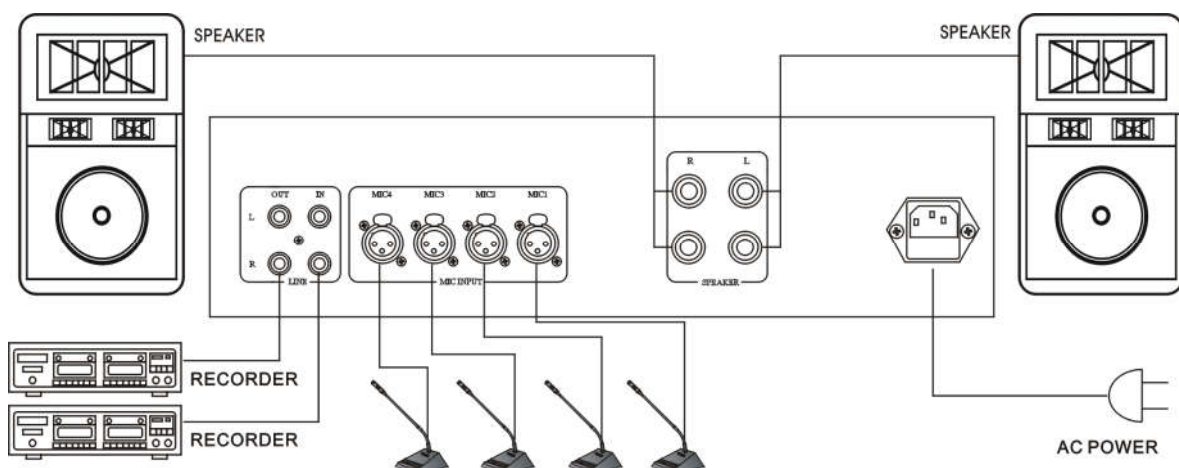 SPEAKER
SPEAKER
R L
OUT IN
MIC4 MIC3 MIC2 MIC1
L
R
LINE
MIC INPUT
SPEAKER
RECORDER
RECORDER
AC POWER